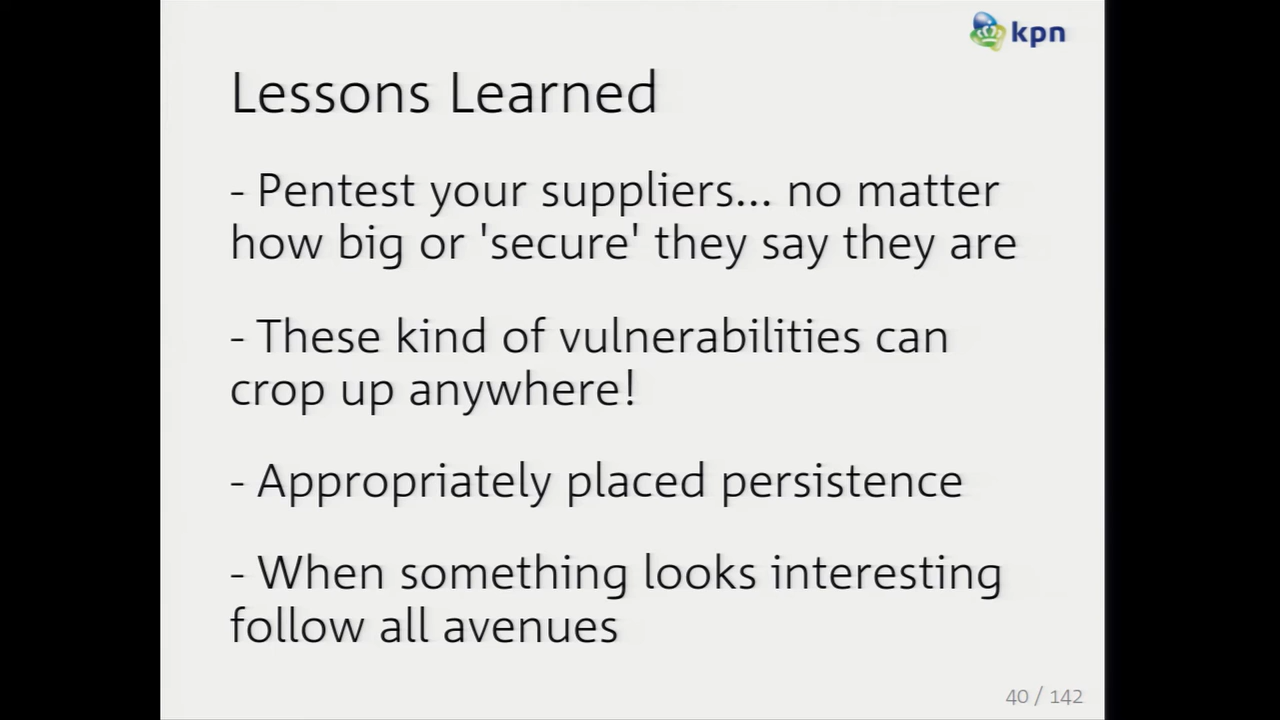 kpn
Lessons Learned
- Pentest your suppliers... no matter
how big or 'secure' they say they are
- These kind of vulnerabilities can
crop up anywhere!
- Appropriately placed persistence
- When something looks interesting
follow all avenues
40 / 142